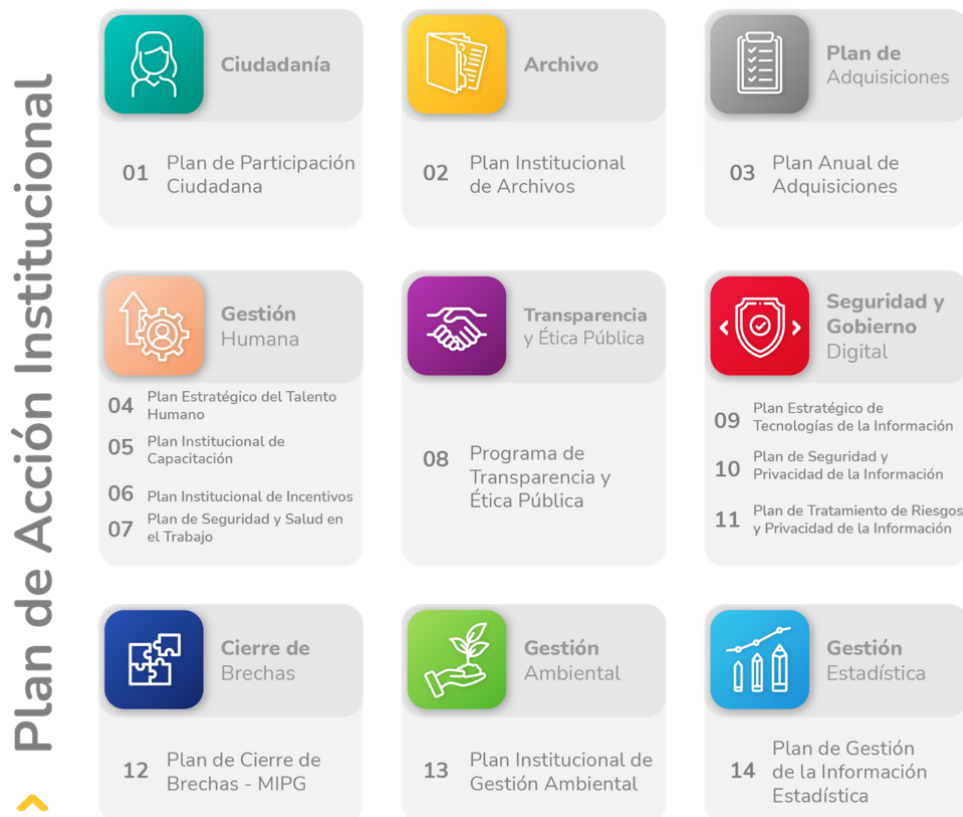 Plan de Acción Institucional
Ciudadanía
01 Plan de Participación
Ciudadana
Archivo
02 Plan Institucional
de Archivos
Plan de
Adquisiciones
03 Plan Anual de
Adquisiciones
Gestión
Humana
04 Plan Estratégico del Talento
Humano
05 Plan Institucional de
Capacitación
06 Plan Institucional de Incentivos
07 Plan de Seguridad y Salud en
el Trabajo
Transparencia
y Ética Pública
08 Programa de
Transparencia y
Ética Pública
Seguridad y
Gobierno
Digital
09 Plan Estratégico de
Tecnologías de la Información
10 Plan de Seguridad y
Privacidad de la Información
11 Plan de Tratamiento de Riesgos
y Privacidad de la Información
Cierre de
Brechas
12 Plan de Cierre de
Brechas - MIPG
Gestión
Ambiental
13 Plan Institucional de
Gestión Ambiental
Gestión
Estadística
14 Plan de Gestión
de la Información
Estadística